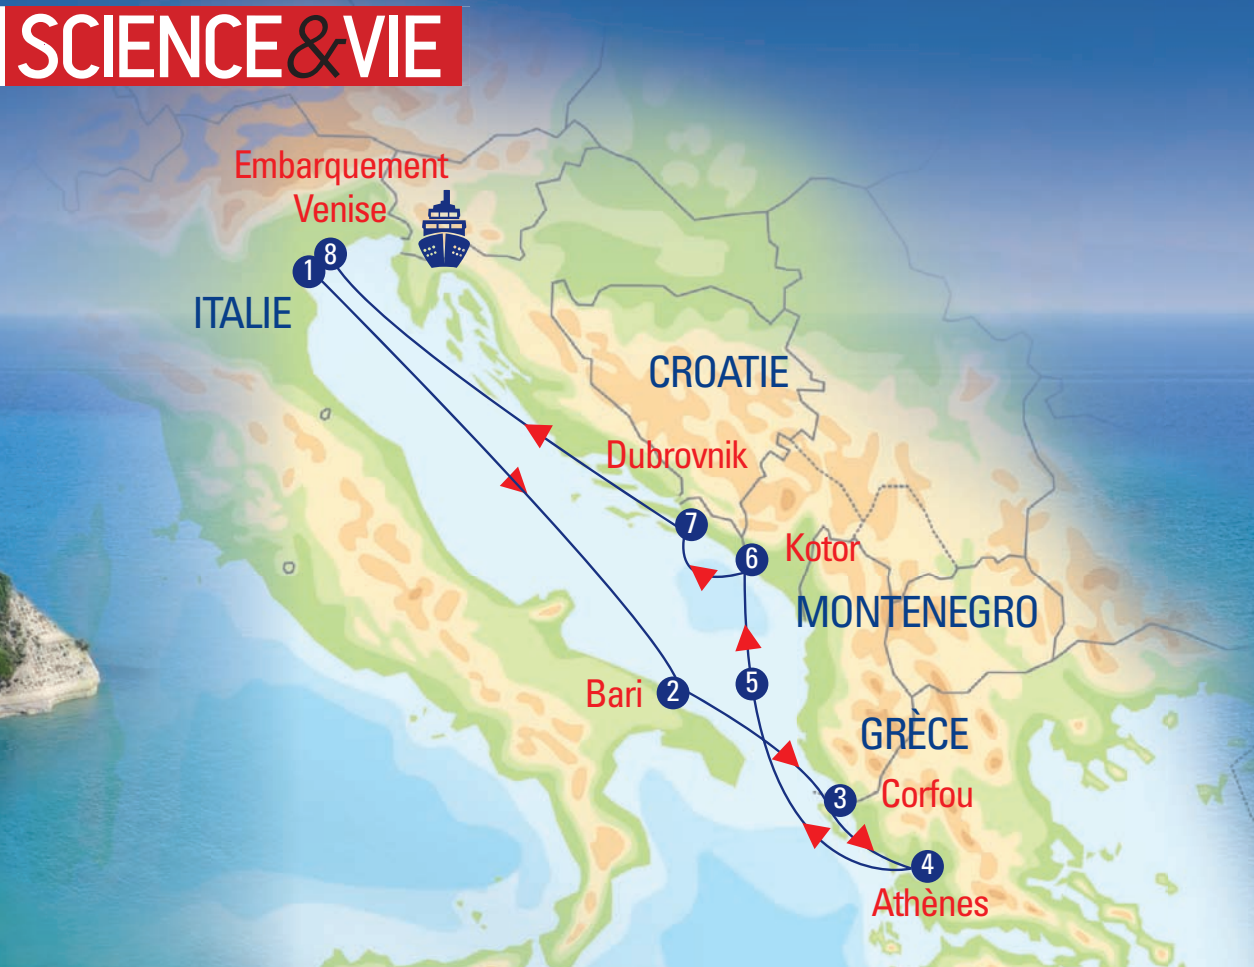 SCIENCE&VIE
Embarquement
Venise
8
1
ITALIE
CROATIE
Dubrovnik
7
6
Kotor
MONTENEGRO
5
Bari
2
GRÈCE
3
Corfou
4
Athènes